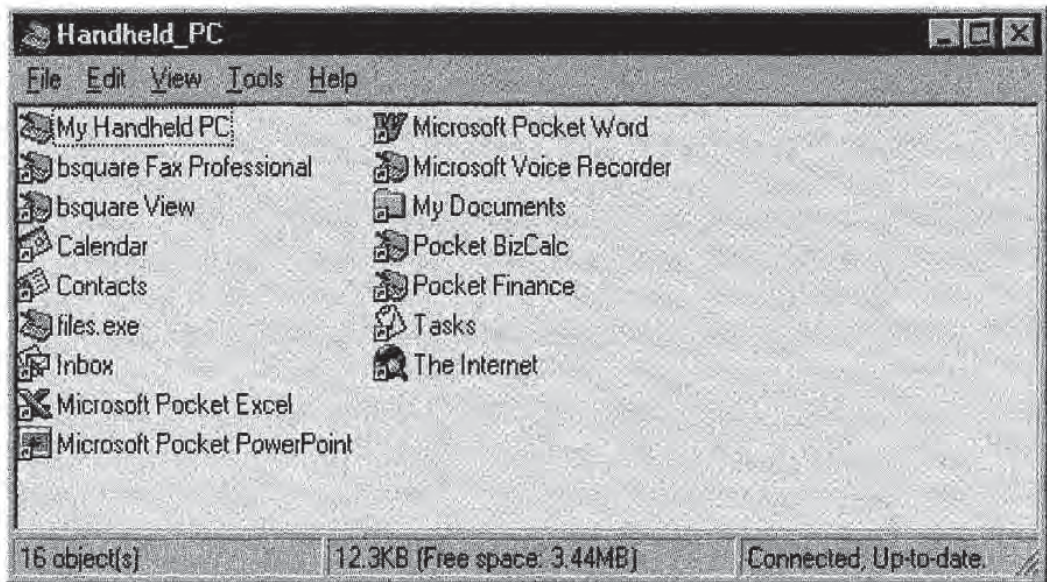 Handheld_PC
File Edit View Tools Help
My Handheld PC
bsquare Fax Professional
bsquare View
Calendar
Contacts
files.exe
Inbox
Microsoft Pocket Excel
Microsoft Pocket PowerPoint
Microsoft Pocket Word
Microsoft Voice Recorder
My Documents
Pocket BizCalc
Pocket Finance
Tasks
The Internet
16 object(s) 12.3KB (Free space: 3.44MB) Connected, Up-to-date.